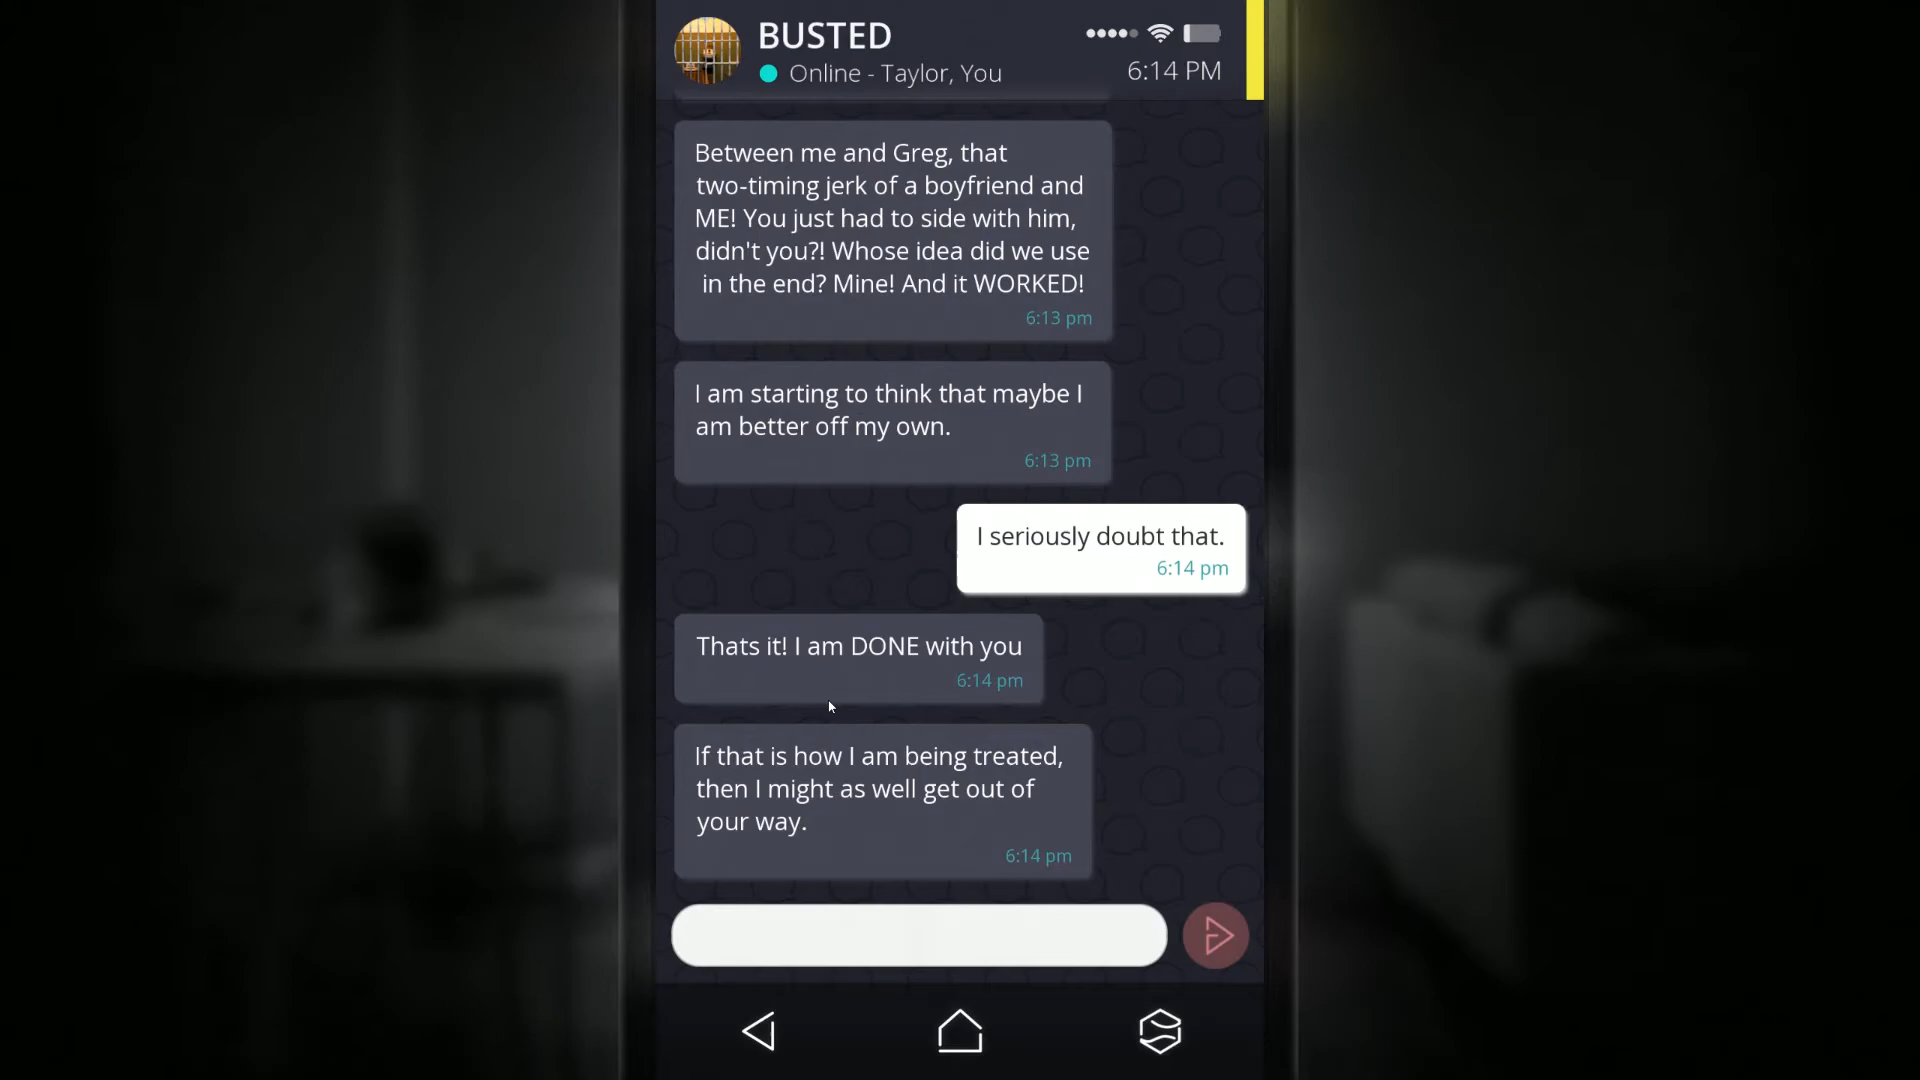 BUSTED
Online - Taylor, You
6:14 PM
Between me and Greg, that
two-timing jerk of a boyfriend and
ME! You just had to side with him,
didn't you?! Whose idea did we use
in the end? Mine! And it WORKED!
6:13 pm
I am starting to think that maybe I
am better off my own.
6:13 pm
I seriously doubt that.
6:14 pm
Thats it! I am DONE with you
6:14 pm
If that is how I am being treated,
then I might as well get out of
your way.
6:14 pm